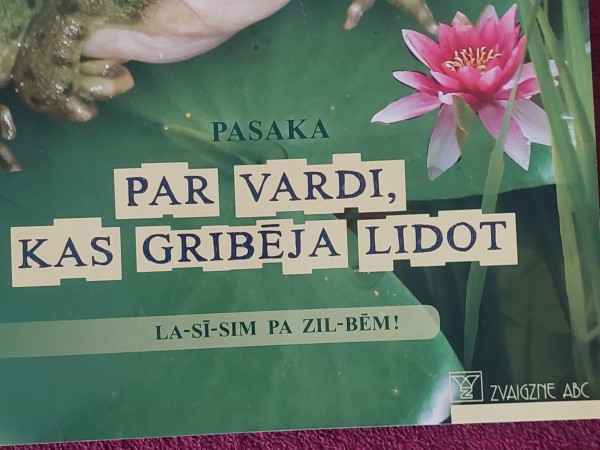 PASAKA
PAR VARDI,
KAS GRIBĒJA LIDOT
LA-SĪ-SIM PA ZIL-BĒM!
ZVAIGZNE ABC